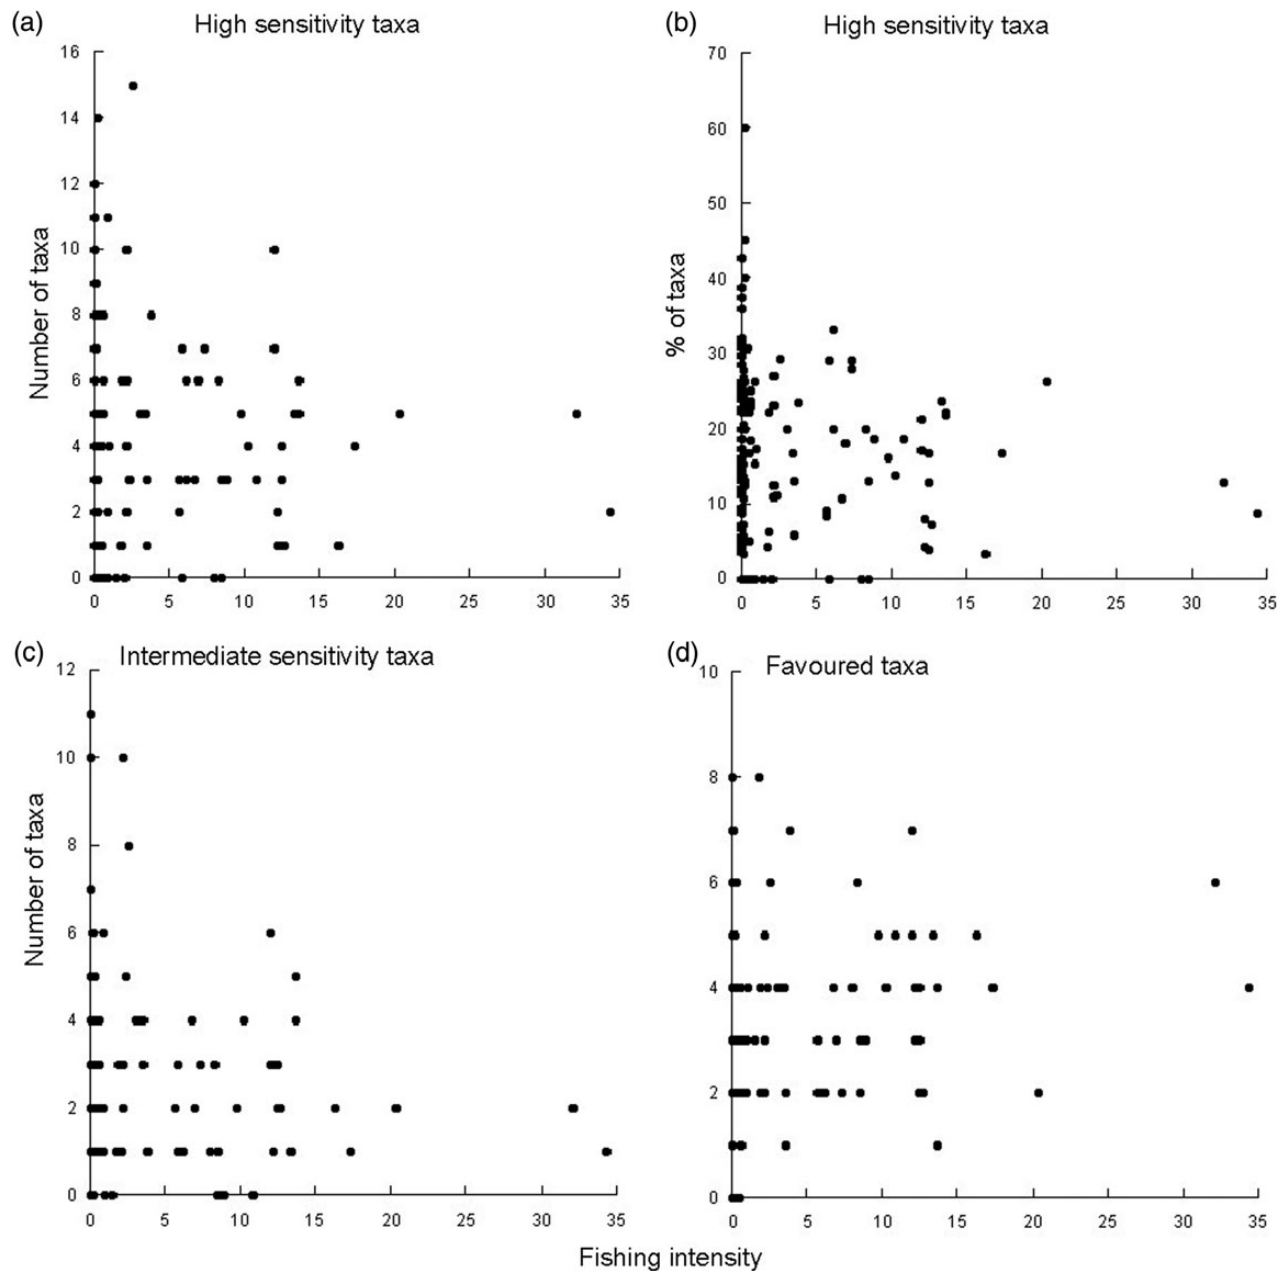 (a) High sensitivity taxa
16
14
12
10
8
6
4
2
0
Number of taxa
0 5 10 15 20 25 30 35
(b) High sensitivity taxa
70
60
50
40
30
20
10
0
% of taxa
0 5 10 15 20 25 30 35
(c) Intermediate sensitivity taxa
12
10
8
6
4
2
0
Number of taxa
0 5 10 15 20 25 30 35
(d) Favoured taxa
10
8
6
4
2
0
0 5 10 15 20 25 30 35
Fishing intensity